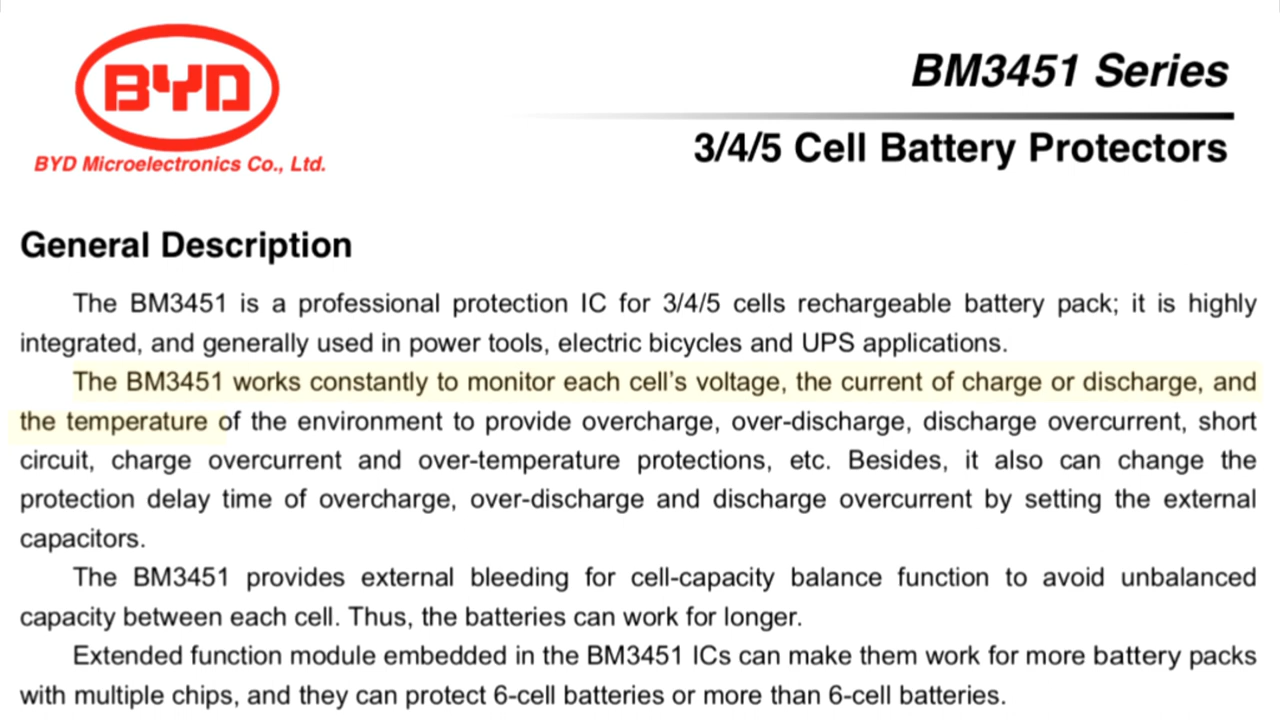 BYD
BYD Microelectronics Co., Ltd.
BM3451 Series
3/4/5 Cell Battery Protectors
General Description
The BM3451 is a professional protection IC for 3/4/5 cells rechargeable battery pack; it is highly
integrated, and generally used in power tools, electric bicycles and UPS applications.
The BM3451 works constantly to monitor each cell's voltage, the current of charge or discharge, and
the temperature of the environment to provide overcharge, over-discharge, discharge overcurrent, short
circuit, charge overcurrent and over-temperature protections, etc. Besides, it also can change the
protection delay time of overcharge, over-discharge and discharge overcurrent by setting the external
capacitors.
The BM3451 provides external bleeding for cell-capacity balance function to avoid unbalanced
capacity between each cell. Thus, the batteries can work for longer.
Extended function module embedded in the BM3451 ICs can make them work for more battery packs
with multiple chips, and they can protect 6-cell batteries or more than 6-cell batteries.